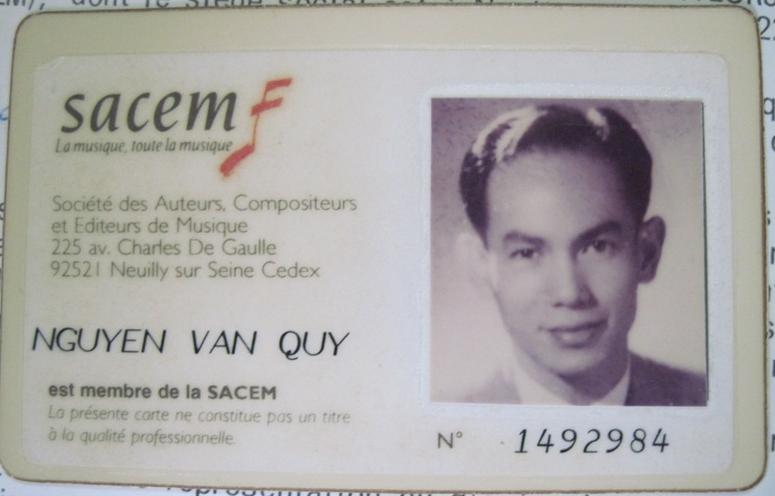 sacem
La musique, toute la musique
Société des Auteurs, Compositeurs
et Editeurs de Musique
225 av. Charles De Gaulle
92521 Neuilly sur Seine Cedex
NGUYEN VAN QUY
est membre de la SACEM
La présente carte ne constitue pas un titre
à la qualité professionnelle.
N° 1492984